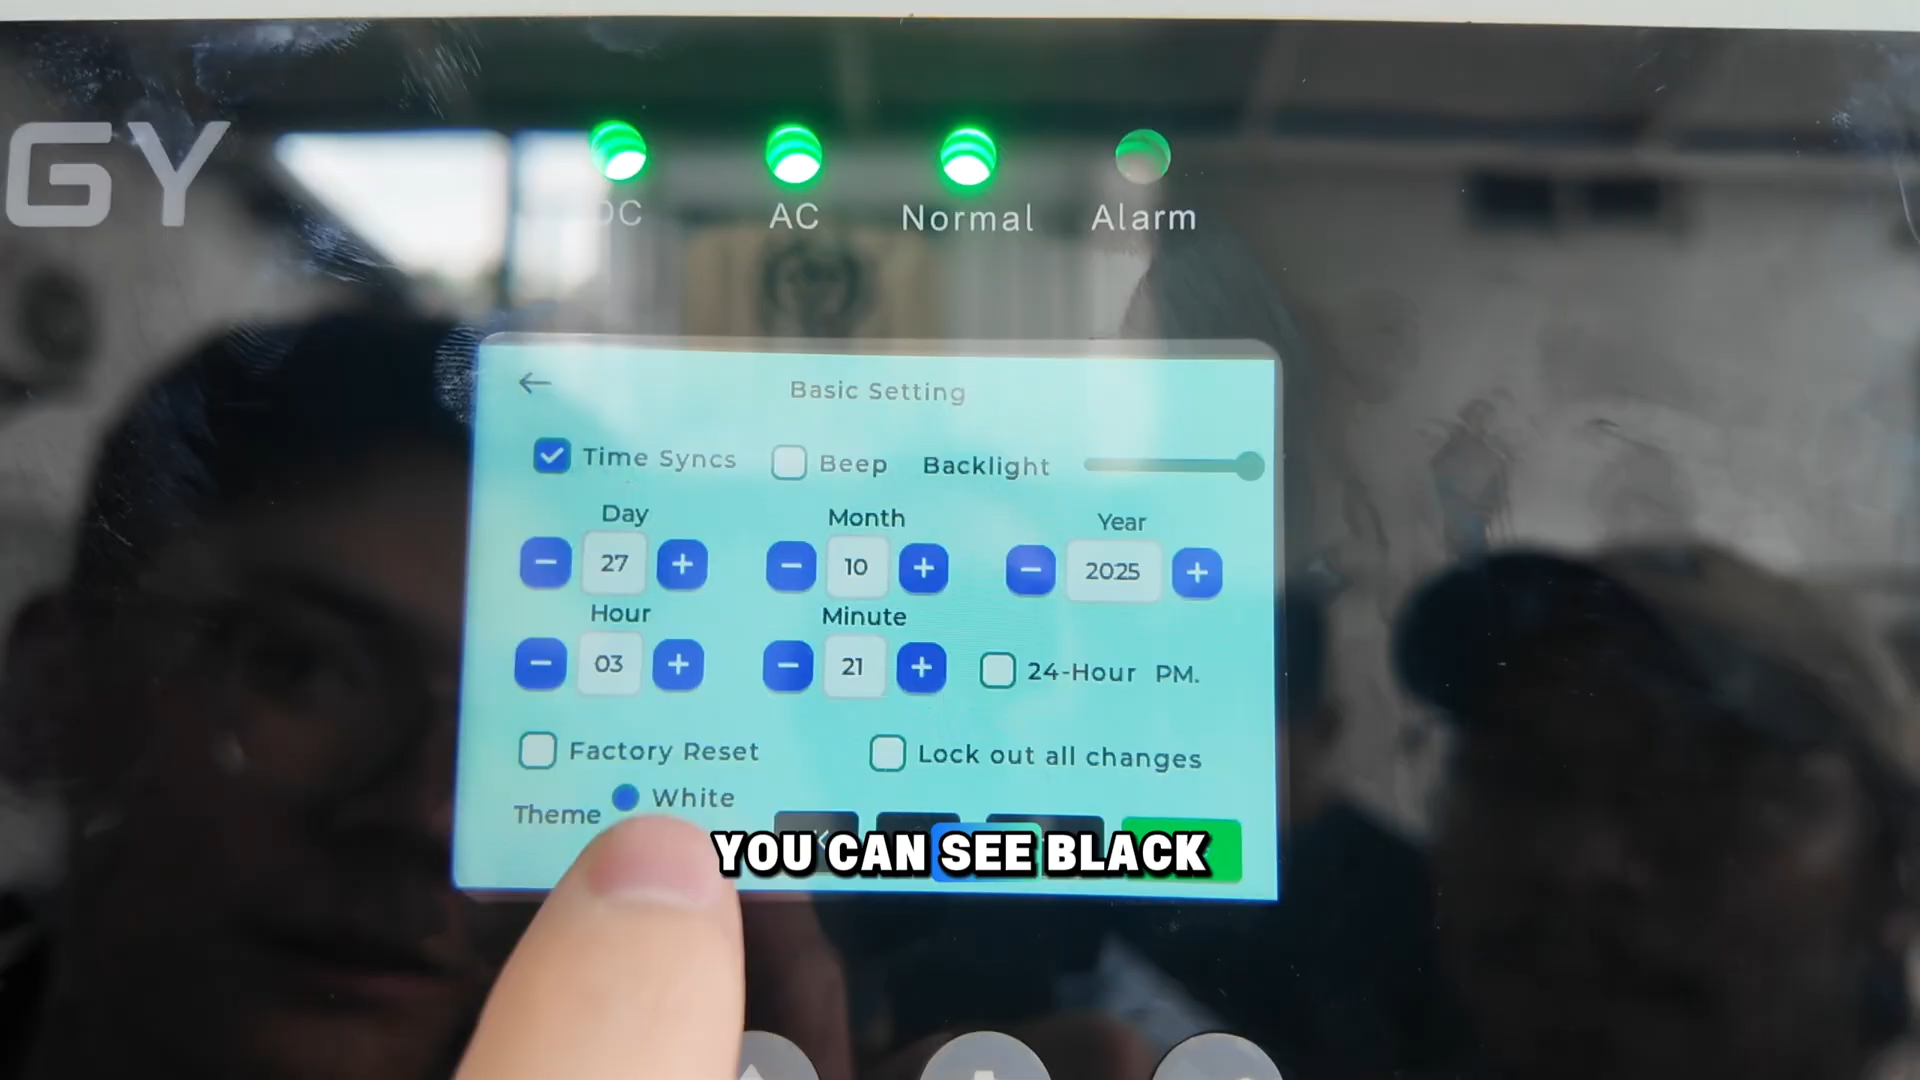 GY
DC AC Normal Alarm
Basic Setting
Time Syncs Beep Backlight
Day Month Year
27 10 2025
Hour Minute
03 21 24-Hour PM.
Factory Reset Lock out all changes
White
Theme
YOU CAN SEE BLACK